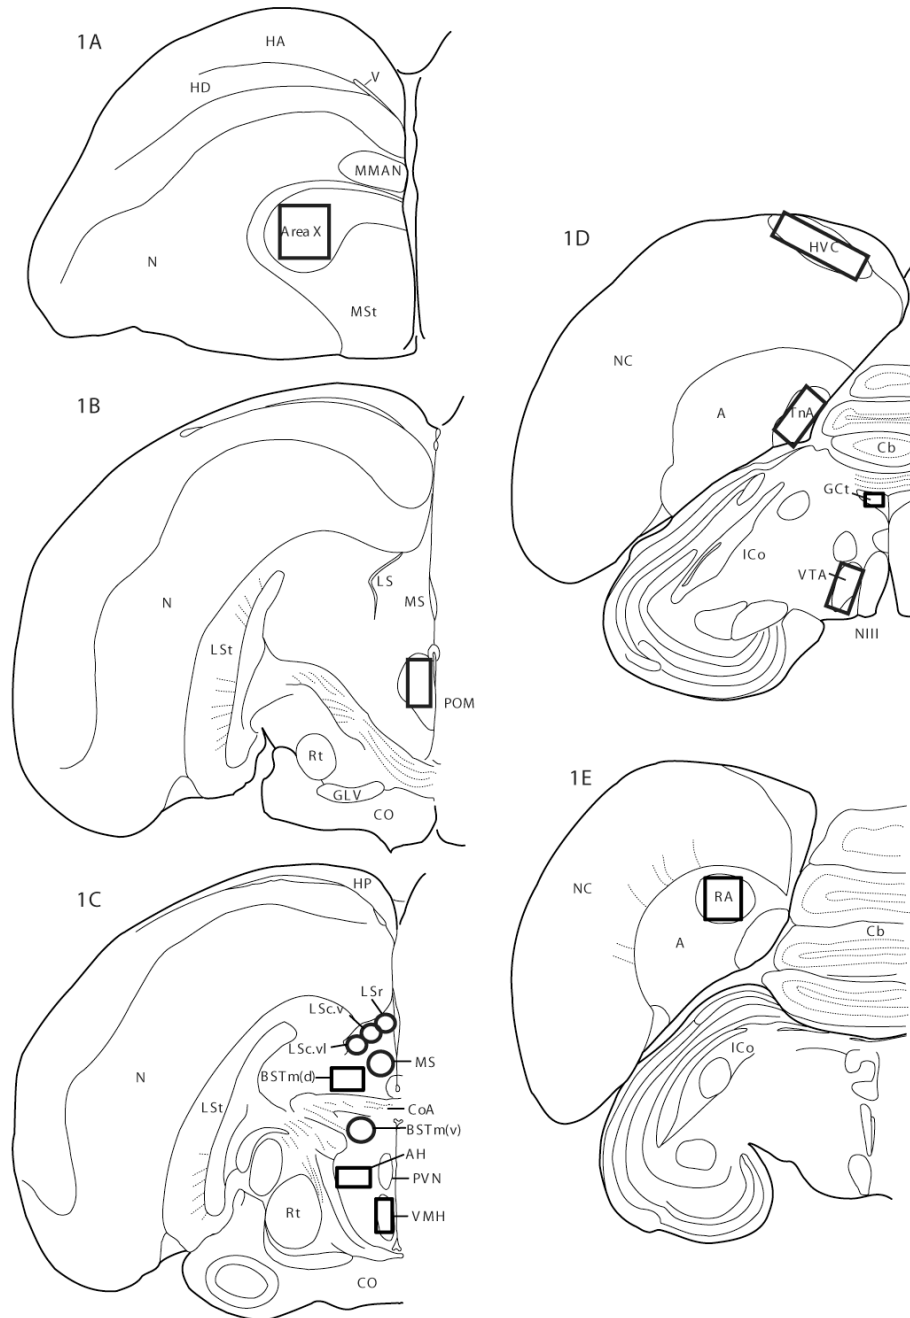 1A
HA
V
HD
MMAN
Area X
N
MSt
1B
LS
N
MS
LSt
POM
Rt
GLV
CO
1C
HP
LSr
LSc.v
LSc.vl
MS
N
BSTm(d)
LSt
CoA
BSTm(v)
AH
PVN
Rt
VMH
CO
1D
HVC
NC
A
TnA
Cb
GCt
ICo
VTA
NIII
1E
NC
RA
A
Cb
ICo